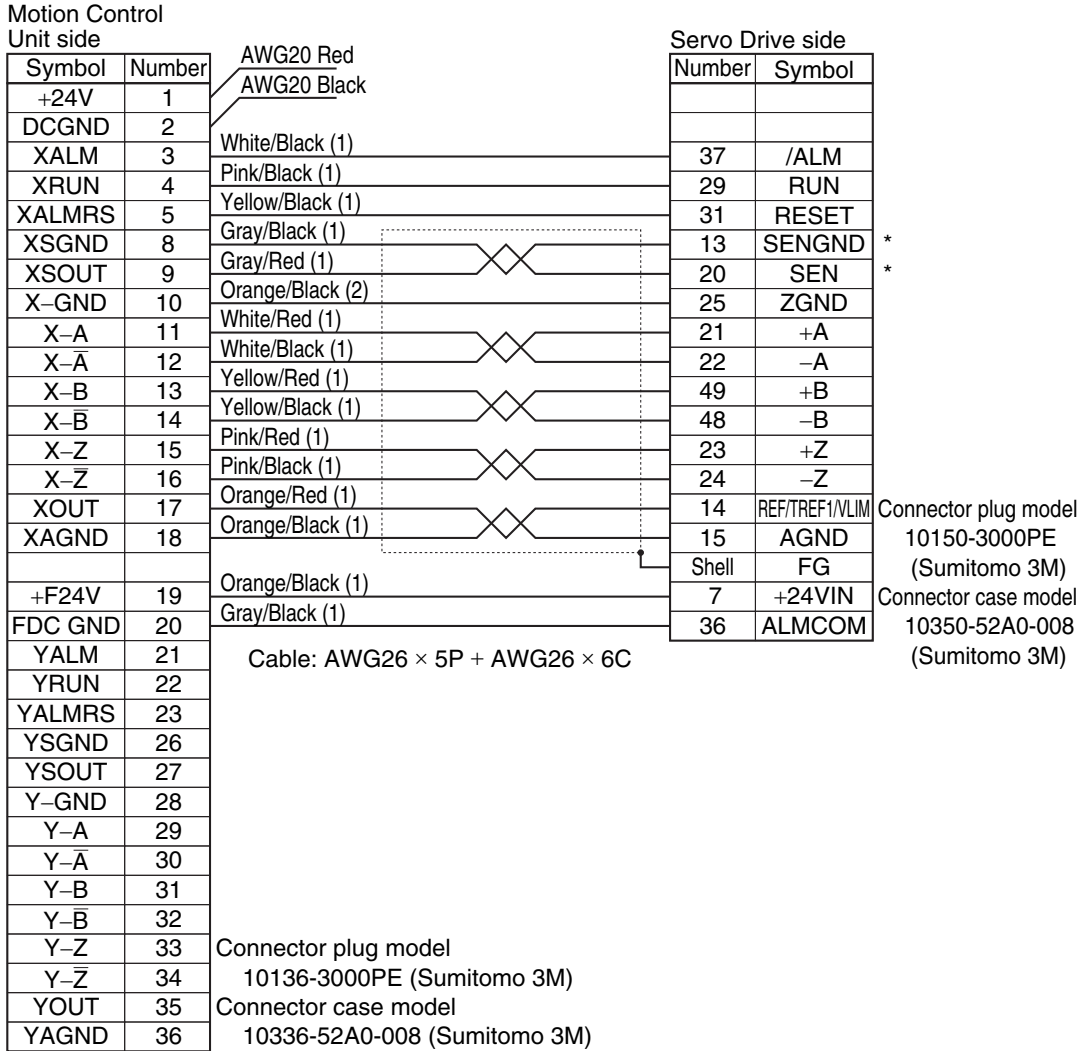 Motion Control
Unit side
Servo Drive side
Symbol Number AWG20 Red Number Symbol
+24V 1 AWG20 Black
DCGND 2
XALM 3 White/Black (1) 37 /ALM
XRUN 4 Pink/Black (1) 29 RUN
XALMRS 5 Yellow/Black (1) 31 RESET
XSGND 8 Gray/Black (1) 13 SENGND *
XSOUT 9 Gray/Red (1) 20 SEN *
X–GND 10 Orange/Black (2) 25 ZGND
X–A 11 White/Red (1) 21 +A
X–A̅ 12 White/Black (1) 22 –A
X–B 13 Yellow/Red (1) 49 +B
X–B̅ 14 Yellow/Black (1) 48 –B
X–Z 15 Pink/Red (1) 23 +Z
X–Z̅ 16 Pink/Black (1) 24 –Z
XOUT 17 Orange/Red (1) 14 REF/TREF1/VLIM Connector plug model
XAGND 18 Orange/Black (1) 15 AGND 10150-3000PE
Shell FG (Sumitomo 3M)
+F24V 19 Orange/Black (1) 7 +24VIN Connector case model
FDC GND 20 Gray/Black (1) 36 ALMCOM 10350-52A0-008
YALM 21 Cable: AWG26 × 5P + AWG26 × 6C (Sumitomo 3M)
YRUN 22
YALMRS 23
YSGND 26
YSOUT 27
Y–GND 28
Y–A 29
Y–A̅ 30
Y–B 31
Y–B̅ 32
Y–Z 33 Connector plug model
Y–Z̅ 34 10136-3000PE (Sumitomo 3M)
YOUT 35 Connector case model
YAGND 36 10336-52A0-008 (Sumitomo 3M)